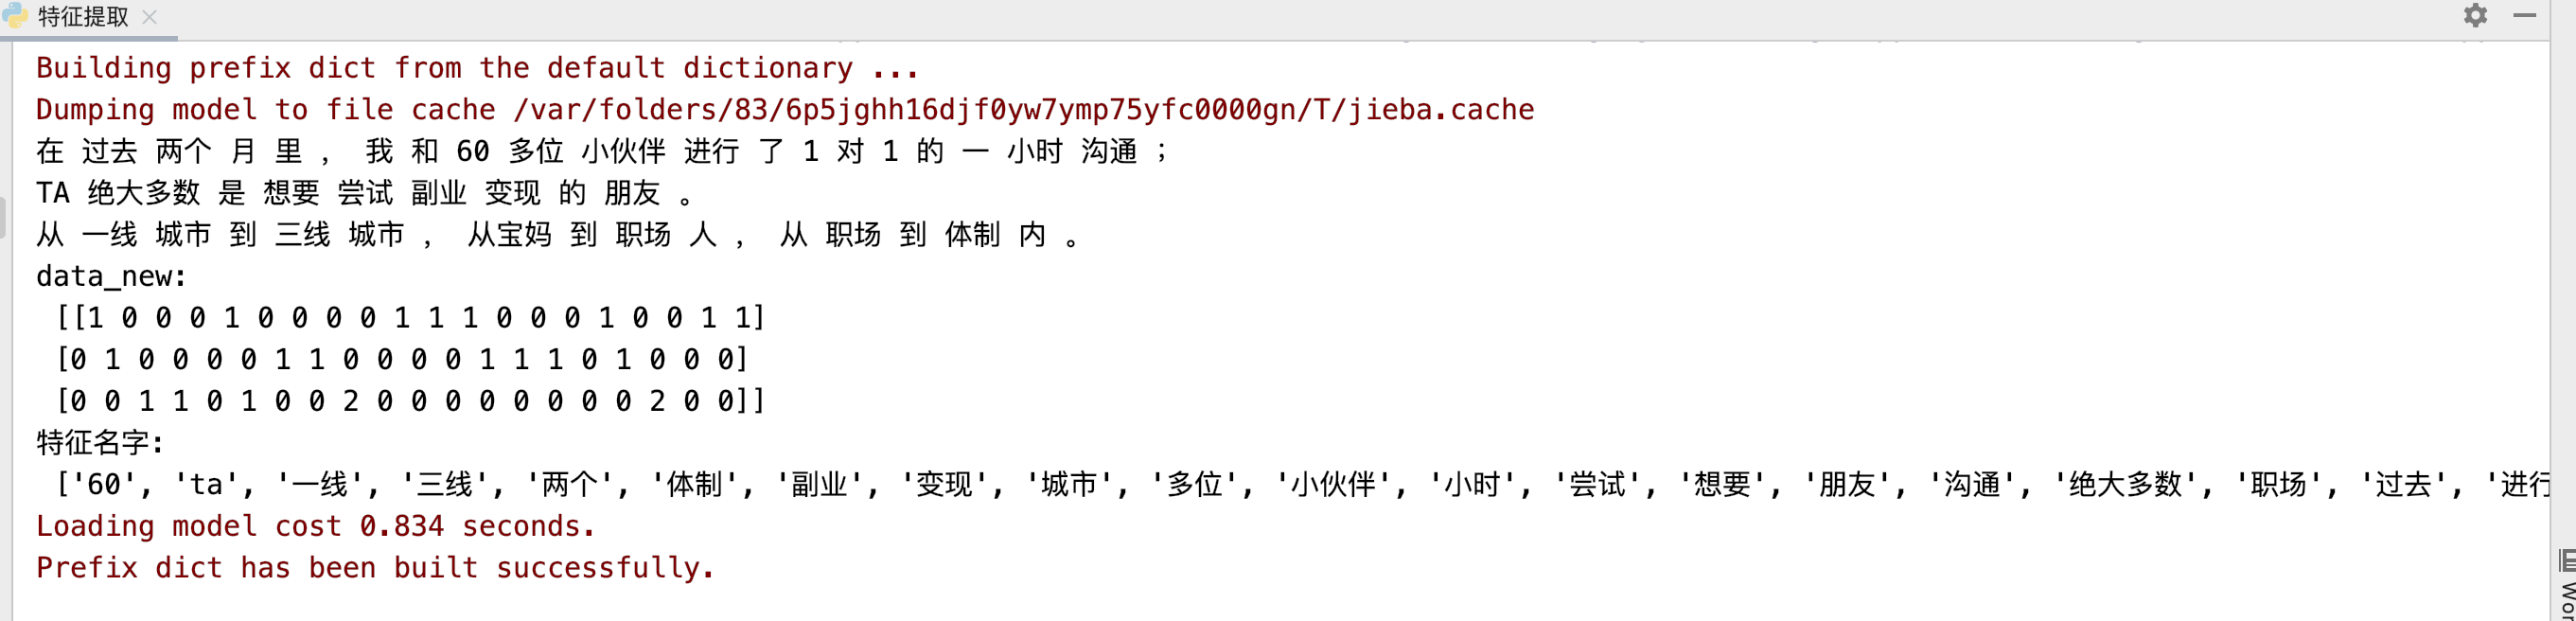 特征提取
Building prefix dict from the default dictionary ...
Dumping model to file cache /var/folders/83/6p5jghh16djf0yw7ymp75yfc0000gn/T/jieba.cache
在 过去 两个 月 里 ， 我 和 60 多位 小伙伴 进行 了 1 对 1 的 一 小时 沟通 ；
TA 绝大多数 是 想要 尝试 副业 变现 的 朋友 。
从 一线 城市 到 三线 城市 ， 从宝妈 到 职场 人 ， 从 职场 到 体制 内 。
data_new:
[[1 0 0 0 1 0 0 0 0 1 1 1 0 0 0 1 0 0 1 1]
[0 1 0 0 0 0 1 1 0 0 0 0 1 1 1 0 1 0 0 0]
[0 0 1 1 0 1 0 0 2 0 0 0 0 0 0 0 0 2 0 0]]
特征名字:
['60', 'ta', '一线', '三线', '两个', '体制', '副业', '变现', '城市', '多位', '小伙伴', '小时', '尝试', '想要', '朋友', '沟通', '绝大多数', '职场', '过去', '进行
Loading model cost 0.834 seconds.
Prefix dict has been built successfully.
Wor